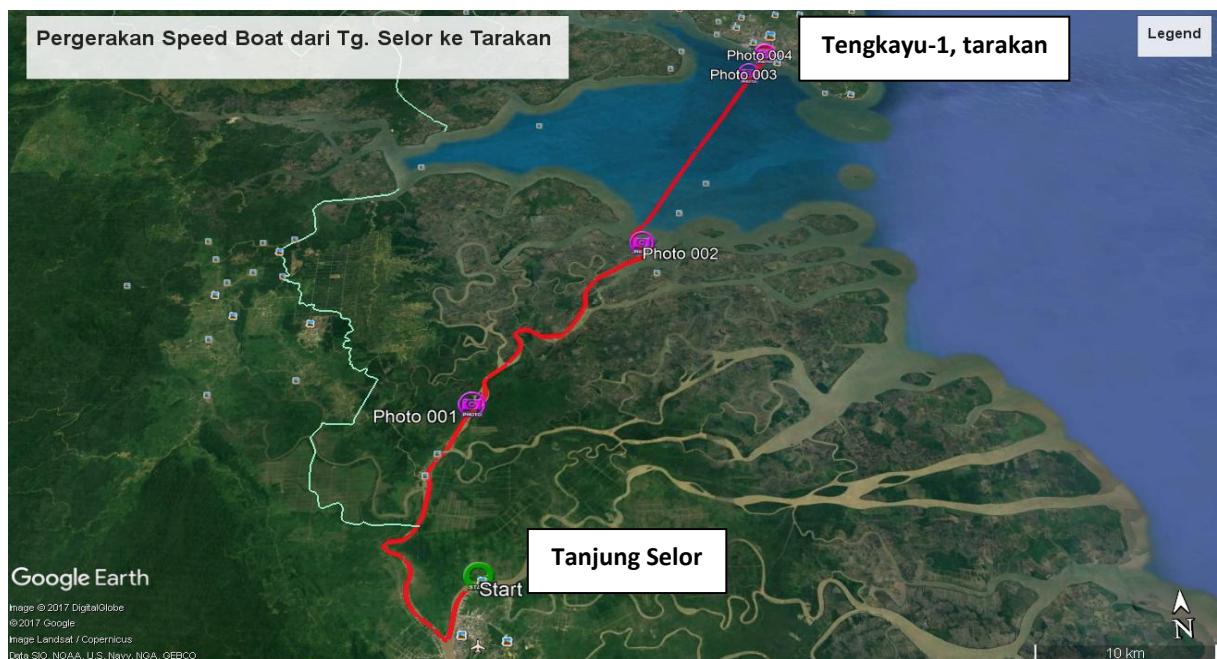 Pergerakan Speed Boat dari Tg. Selor ke Tarakan
Tengkayu-1, tarakan
Legend
Photo 004
Photo 003
Photo 002
Photo 001
Tanjung Selor
Start
Google Earth
Image © 2017 DigitalGlobe
©2017 Google
Image Landsat / Copernicus
Data SIO, NOAA, U.S. Navy, NGA, GEBCO
N
10 km